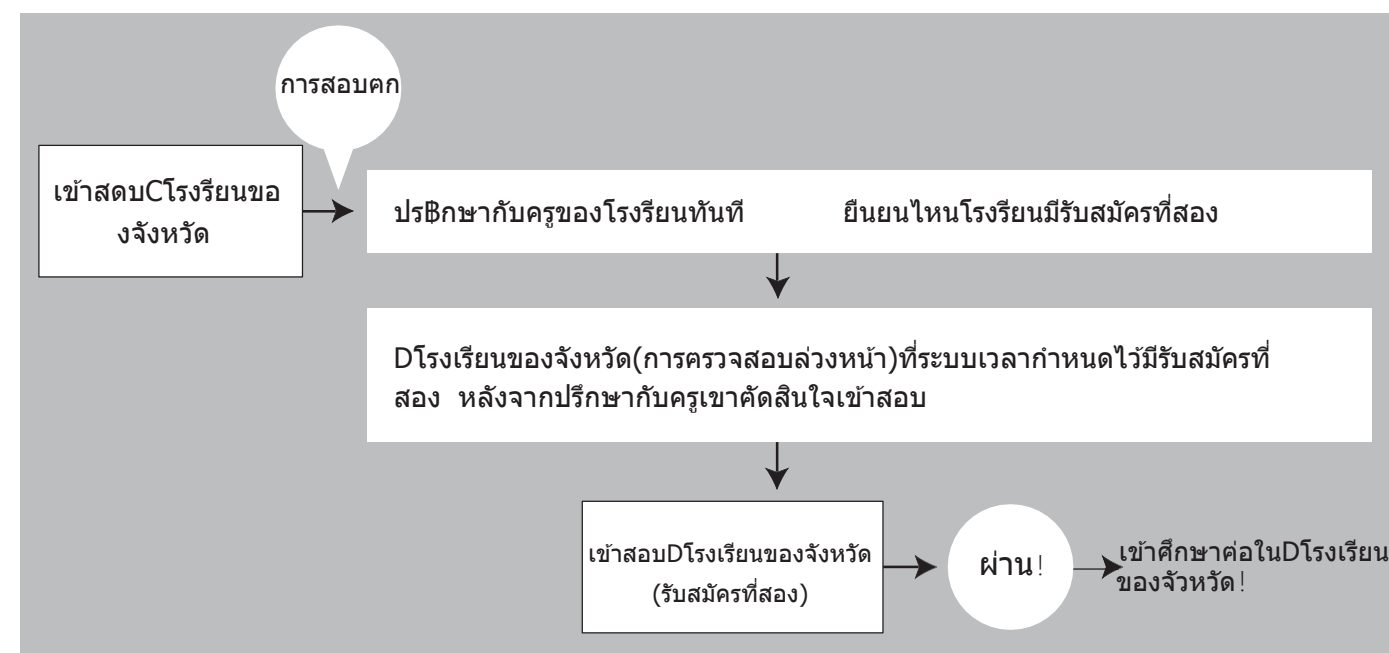 การสอบฅก
เข้าสดบCโรงรียนขอ
งจังหวัด
ปร฿กษากับครูของโรงรียนทันที ยืนยนไหนโรงรียนมีรับสมัครที่สอง
Dโรงเรียนของจังหวัด(การครวจสอบล่วงหน้า)ที่ระบบเวลากำหนดไว้มีรับสมัครที่
สอง หลังจากปรึกษากับครูเขาคัดสินใจเข้าสอบ
เข้าสอบDโรงเรียนของจังหวัด
(รับสมัครที่สอง)
ผ่าน!
เข้าศึกษาค่อในDโรงเรียน
ของจัวหวัด!